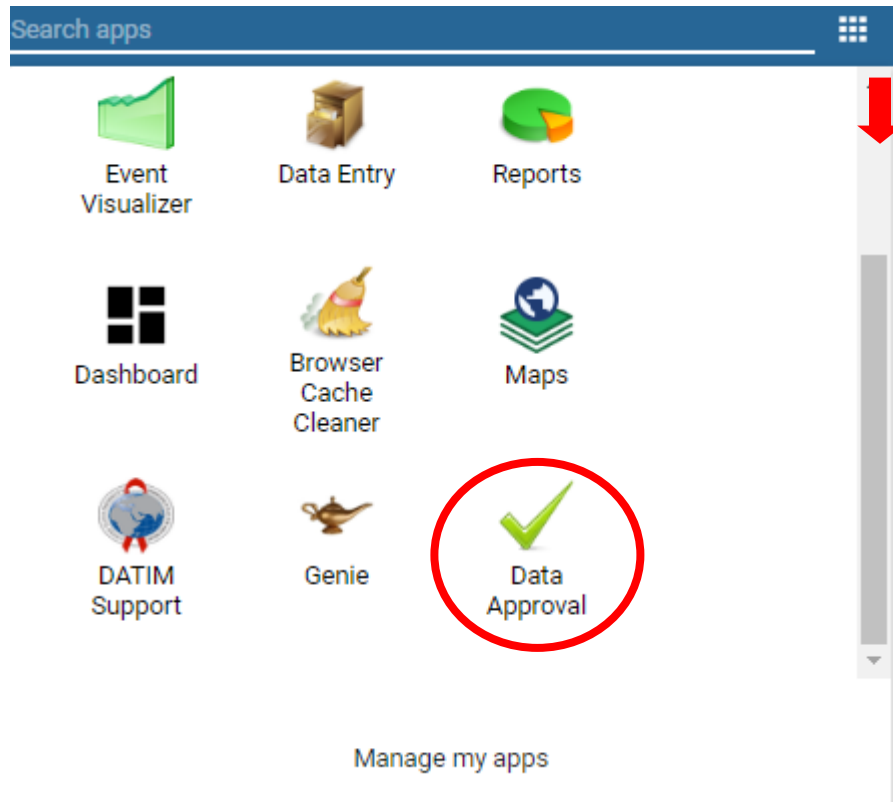 Search apps
Event
Visualizer
Data Entry
Reports
Dashboard
Browser
Cache
Cleaner
Maps
DATIM
Support
Genie
Data
Approval
Manage my apps